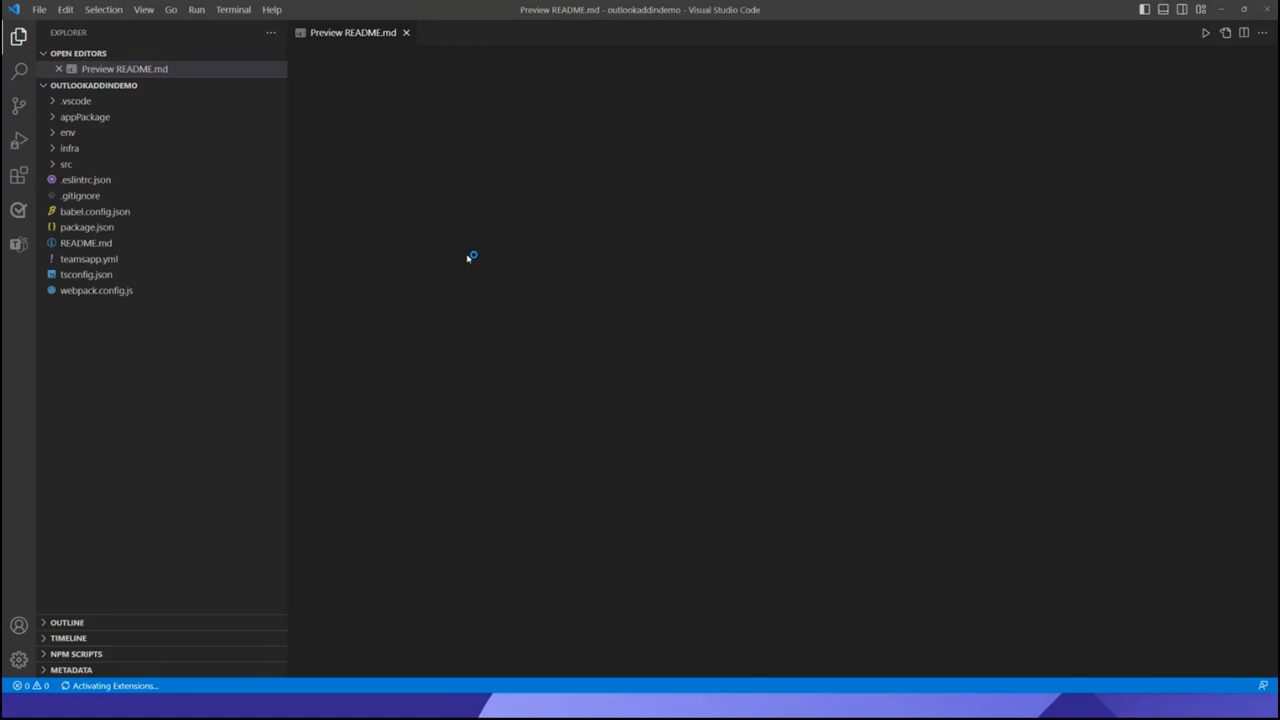 File Edit Selection View Go Run Terminal Help
Preview README.md - outlookaddindemo - Visual Studio Code
EXPLORER
Preview README.md
OPEN EDITORS
Preview README.md
OUTLOOKADDINDEMO
.vscode
appPackage
env
infra
src
.eslintrc.json
.gitignore
babel.config.json
package.json
README.md
teamsapp.yml
tsconfig.json
webpack.config.js
OUTLINE
TIMELINE
NPM SCRIPTS
METADATA
0 0 Activating Extensions...